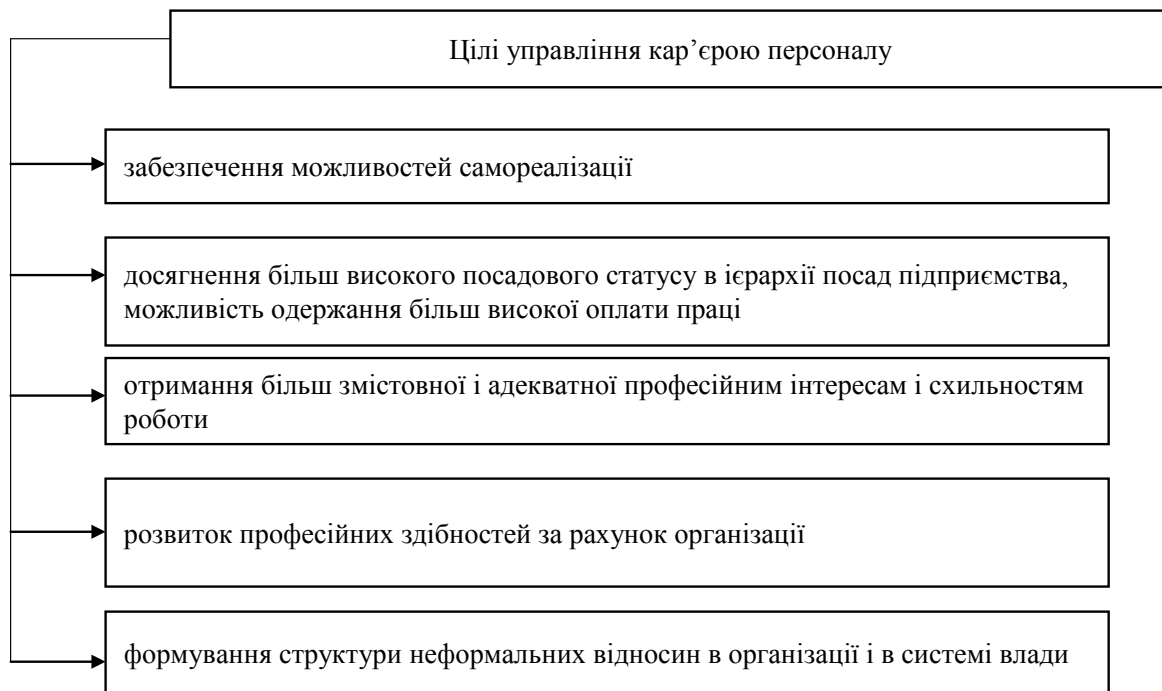 Цілі управління кар’єрою персоналу
забезпечення можливостей самореалізації
досягнення більш високого посадового статусу в ієрархії посад підприємства,
можливість одержання більш високої оплати праці
отримання більш змістовної і адекватної професійним інтересам і схильностям
роботи
розвиток професійних здібностей за рахунок організації
формування структури неформальних відносин в організації і в системі влади